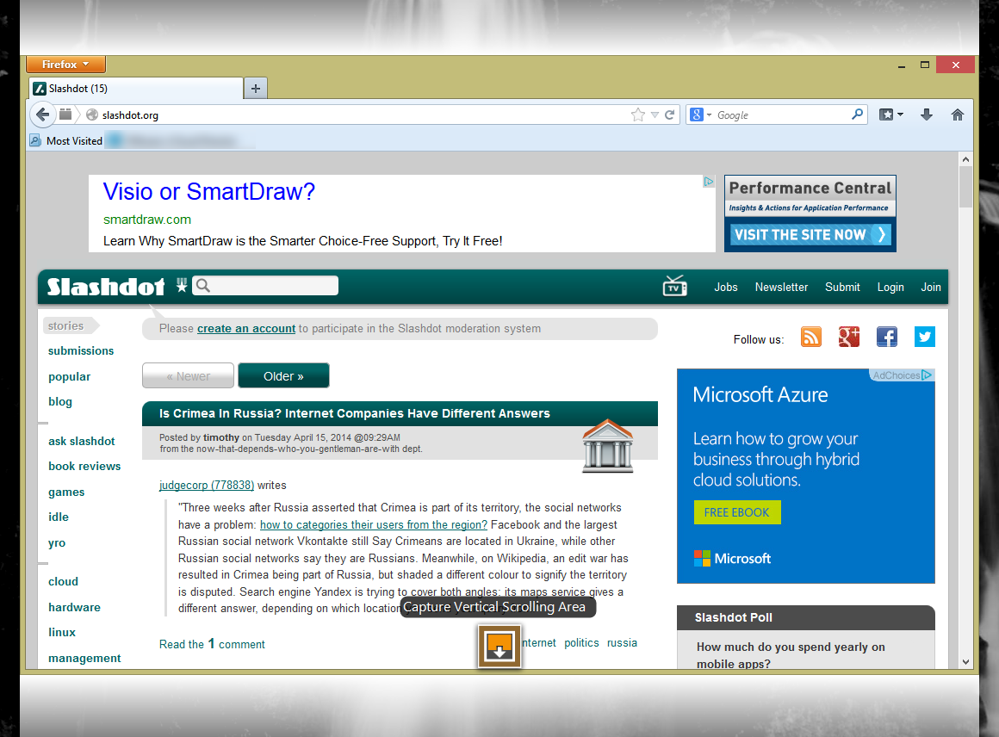 Firefox
Slashdot (15)
slashdot.org
Google
Most Visited
Visio or SmartDraw?
smartdraw.com
Learn Why SmartDraw is the Smarter Choice-Free Support, Try It Free!
Performance Central
Insights & Actions for Application Performance
VISIT THE SITE NOW
Slashdot
TV
Jobs Newsletter Submit Login Join
stories
submissions
popular
blog
ask slashdot
book reviews
games
idle
yro
cloud
hardware
linux
management
Please create an account to participate in the Slashdot moderation system
« Newer
Older »
Is Crimea In Russia? Internet Companies Have Different Answers
Posted by timothy on Tuesday April 15, 2014 @09:29AM
from the now-that-depends-who-you-gentleman-are-with dept.
judgecorp (778838) writes
"Three weeks after Russia asserted that Crimea is part of its territory, the social networks
have a problem: how to categories their users from the region? Facebook and the largest
Russian social network Vkontakte still Say Crimeans are located in Ukraine, while other
Russian social networks say they are Russians. Meanwhile, on Wikipedia, an edit war has
resulted in Crimea being part of Russia, but shaded a different colour to signify the territory
is disputed. Search engine Yandex is trying to cover both angles: its maps service gives a
different answer, depending on which location
Capture Vertical Scrolling Area
Read the 1 comment
nternet politics russia
Follow us:
g+
f
AdChoices
Microsoft Azure
Learn how to grow your
business through hybrid
cloud solutions.
FREE EBOOK
Microsoft
Slashdot Poll
How much do you spend yearly on
mobile apps?